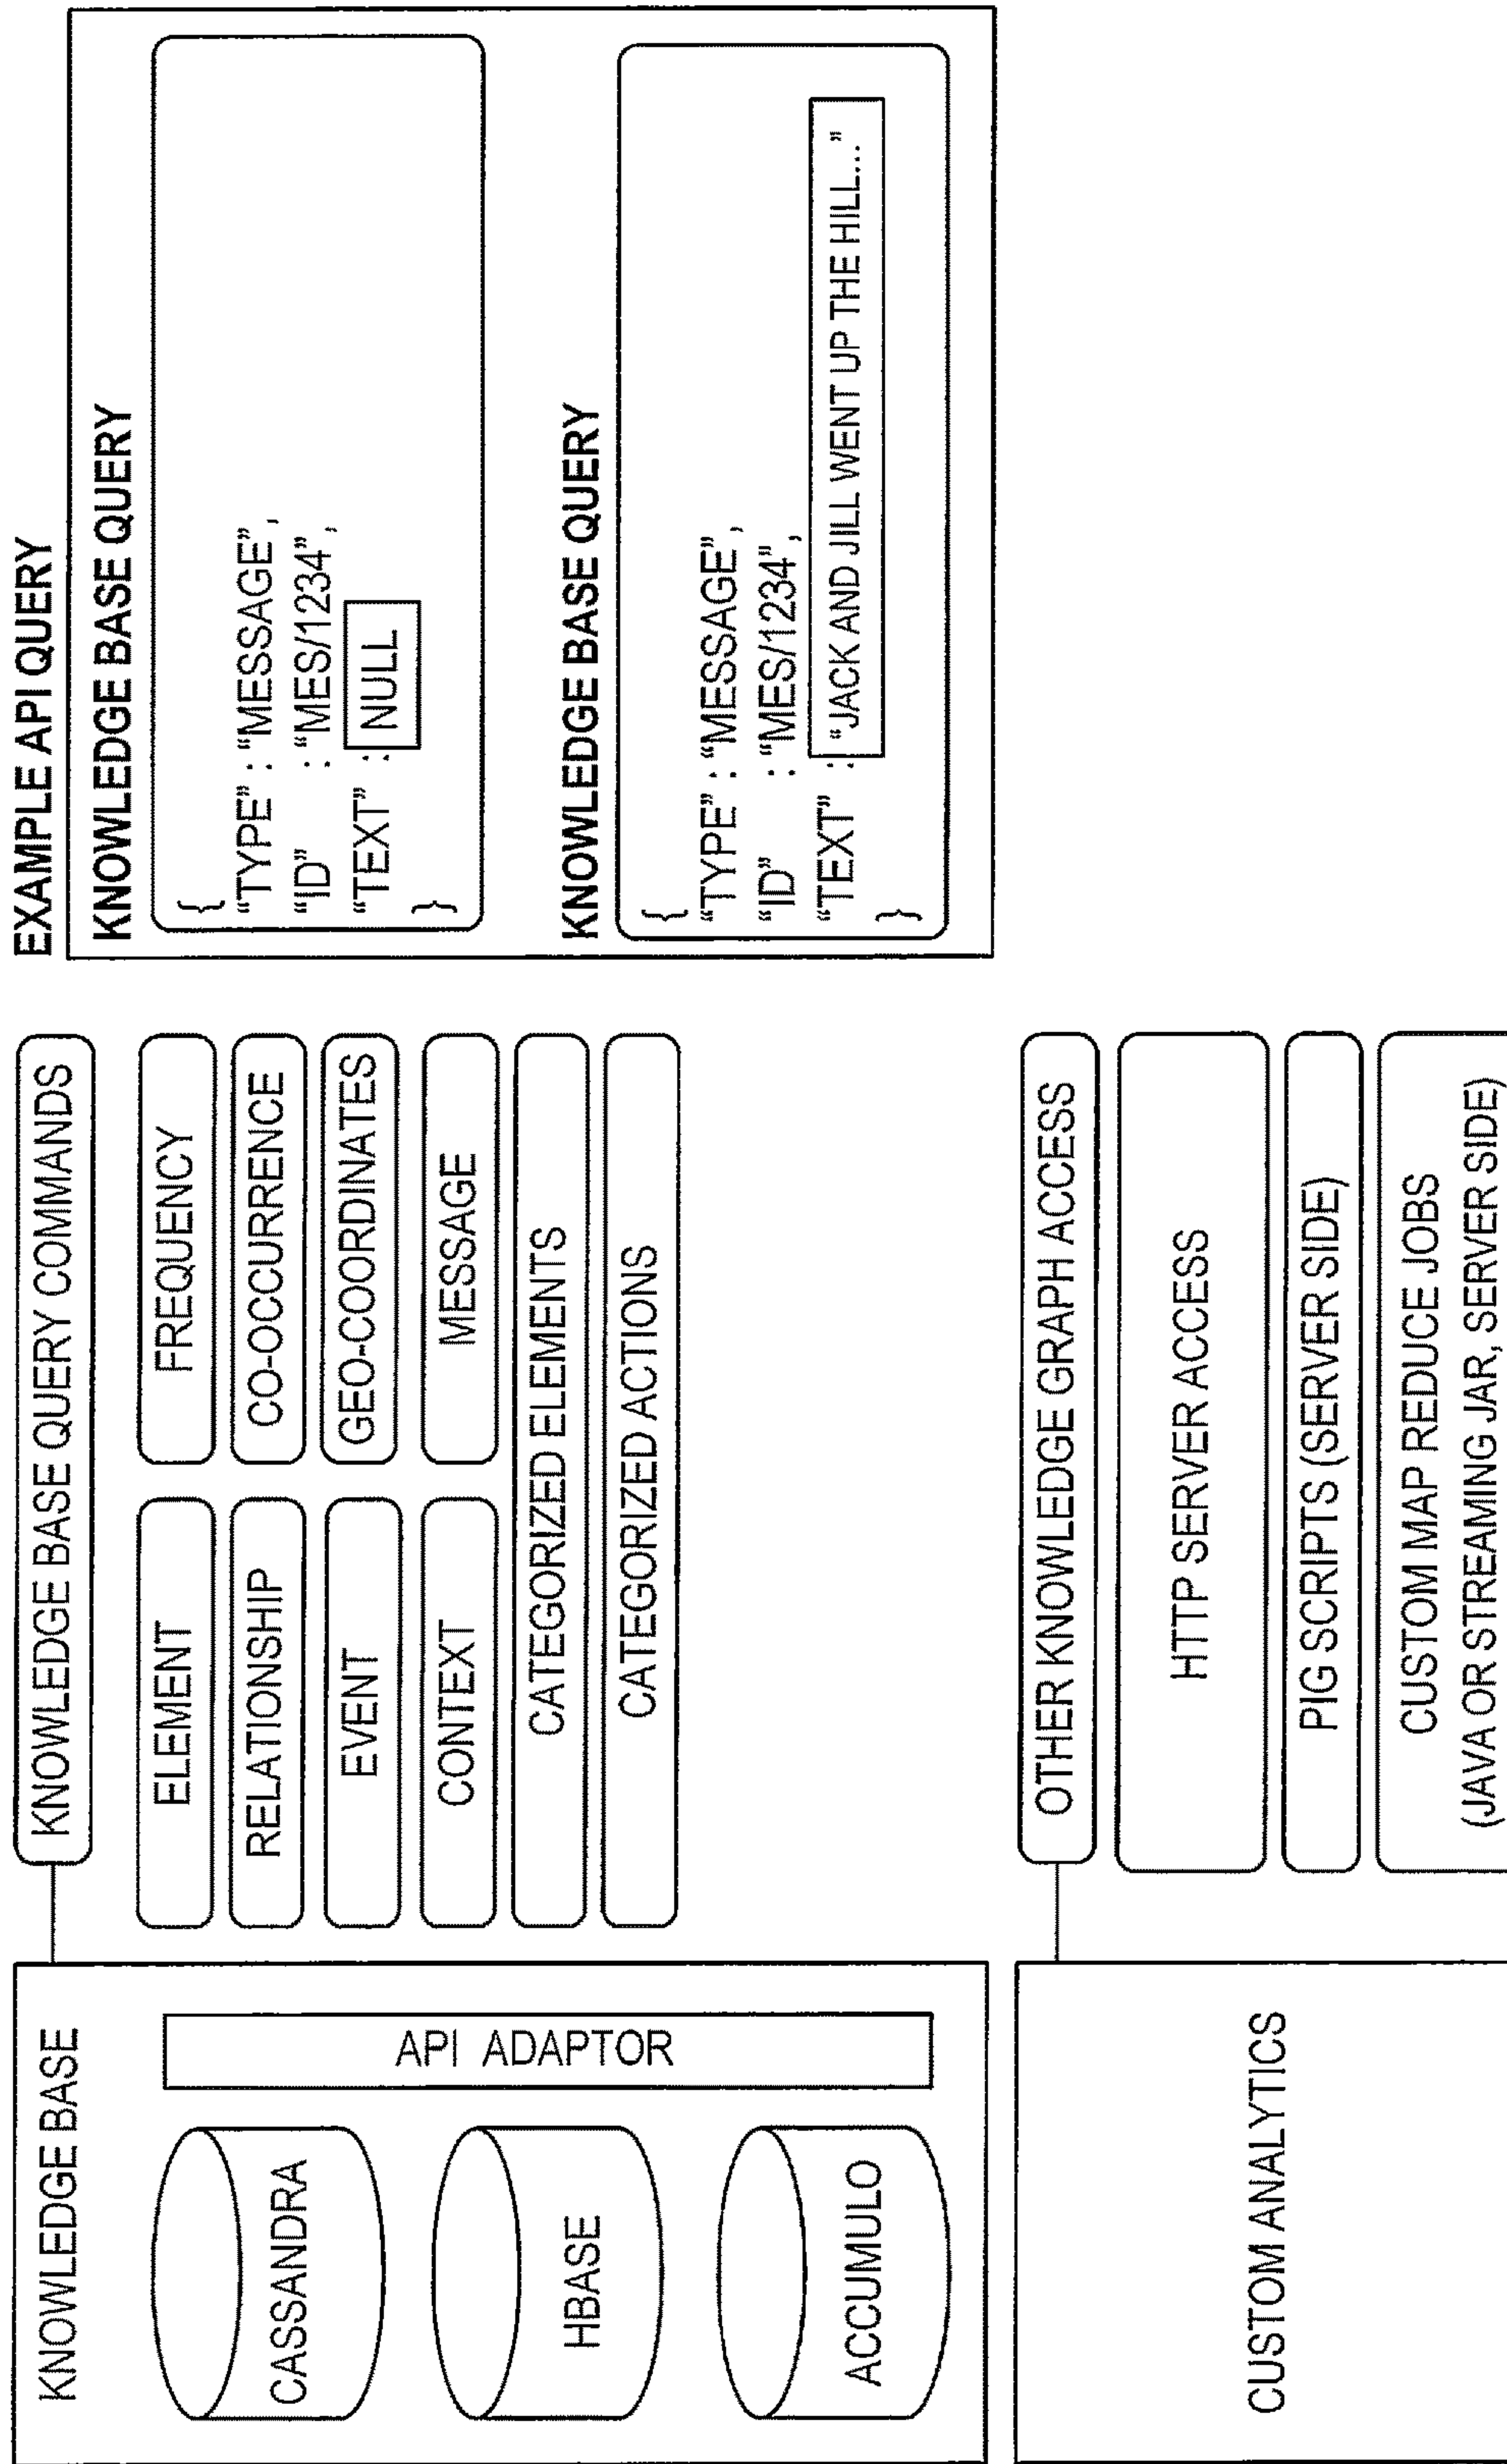 KNOWLEDGE BASE
CASSANDRA
HBASE
ACCUMULO
API ADAPTOR
KNOWLEDGE BASE QUERY COMMANDS
ELEMENT
FREQUENCY
RELATIONSHIP
CO-OCCURRENCE
EVENT
GEO-COORDINATES
CONTEXT
MESSAGE
CATEGORIZED ELEMENTS
CATEGORIZED ACTIONS
EXAMPLE API QUERY
KNOWLEDGE BASE QUERY
{
“TYPE” : “MESSAGE”,
“ID” : “MES/1234”,
“TEXT” : NULL
}
KNOWLEDGE BASE QUERY
{
“TYPE” : “MESSAGE”,
“ID” : “MES/1234”,
“TEXT” : “JACK AND JILL WENT UP THE HILL...”
}
CUSTOM ANALYTICS
OTHER KNOWLEDGE GRAPH ACCESS
HTTP SERVER ACCESS
PIG SCRIPTS (SERVER SIDE)
CUSTOM MAP REDUCE JOBS
(JAVA OR STREAMING JAR, SERVER SIDE)